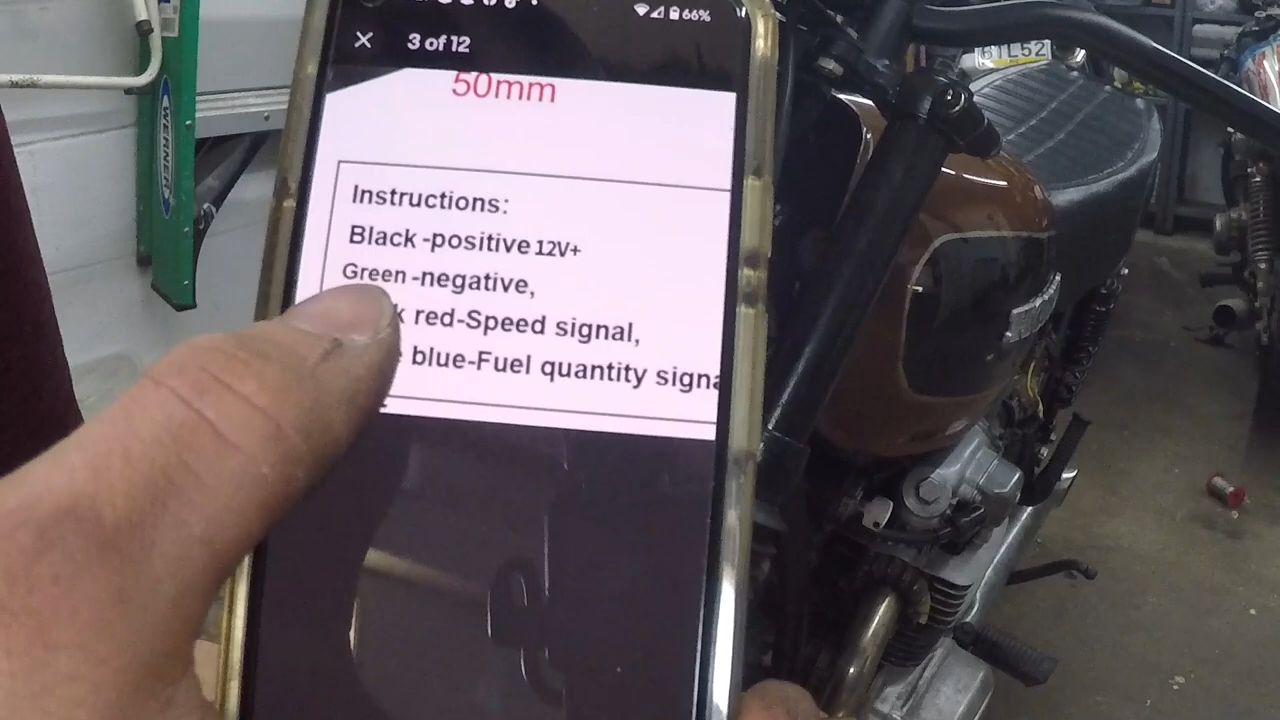 66%
3 of 12
50mm
Instructions:
Black -positive 12V+
Green -negative,
red-Speed signal,
blue-Fuel quantity signa
WERNER